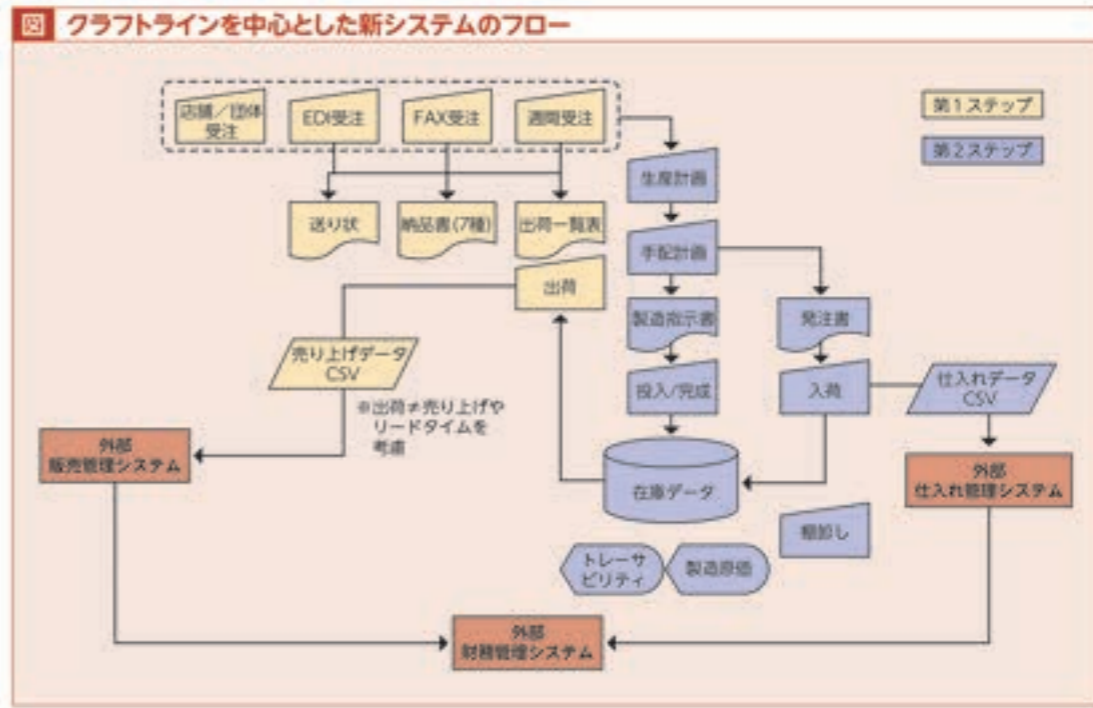 図 クラフトラインを中心とした新システムのフロー
店舗／団体
受注
EDI受注
FAX受注
週間受注
第1ステップ
第2ステップ
生産計画
送り状
納品書(7種)
出荷一覧表
手配計画
出荷
製造指示書
発注書
売り上げデータ
CSV
投入/完成
入荷
仕入れデータ
CSV
※出荷≠売り上げや
リードタイムを
考慮
外部
販売管理システム
在庫データ
外部
仕入れ管理システム
棚卸し
トレーサ
ビリティ
製造原価
外部
財務管理システム